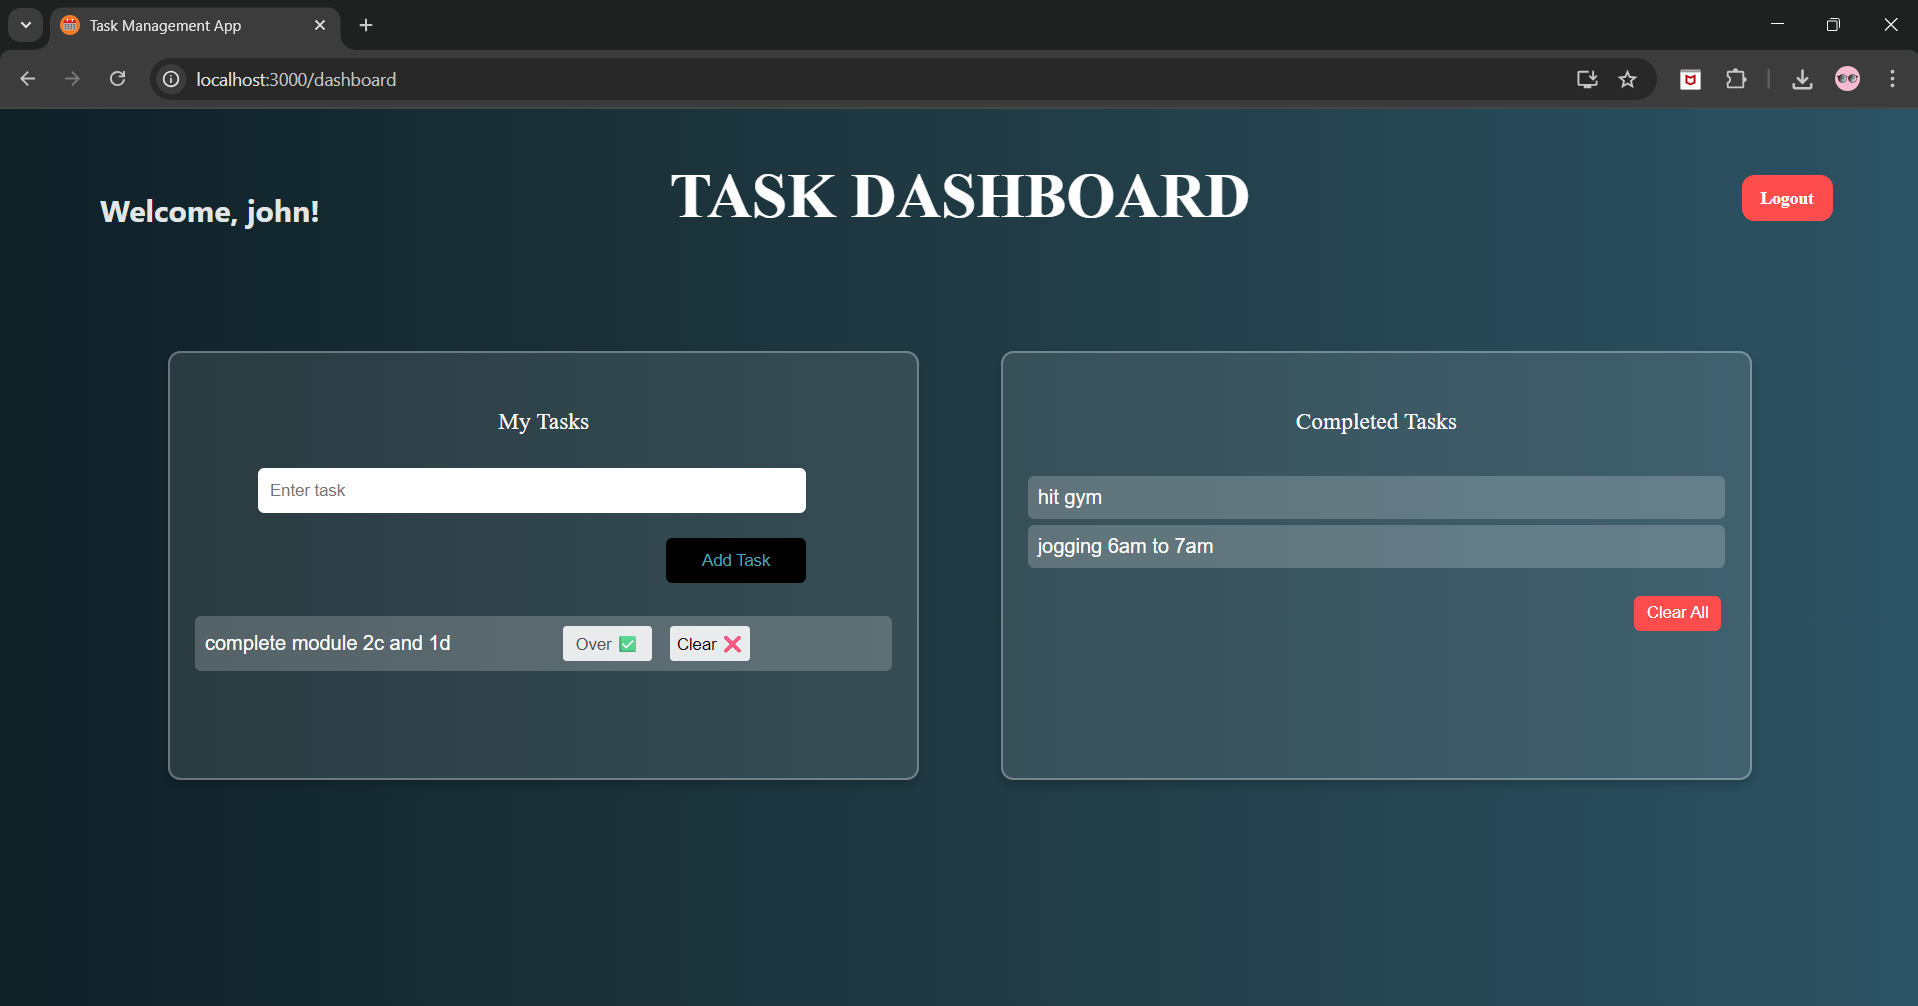 Task Management App
localhost:3000/dashboard
Welcome, john!
TASK DASHBOARD
Logout
My Tasks
Enter task
Add Task
complete module 2c and 1d
Over ✅
Clear ❌
Completed Tasks
hit gym
jogging 6am to 7am
Clear All